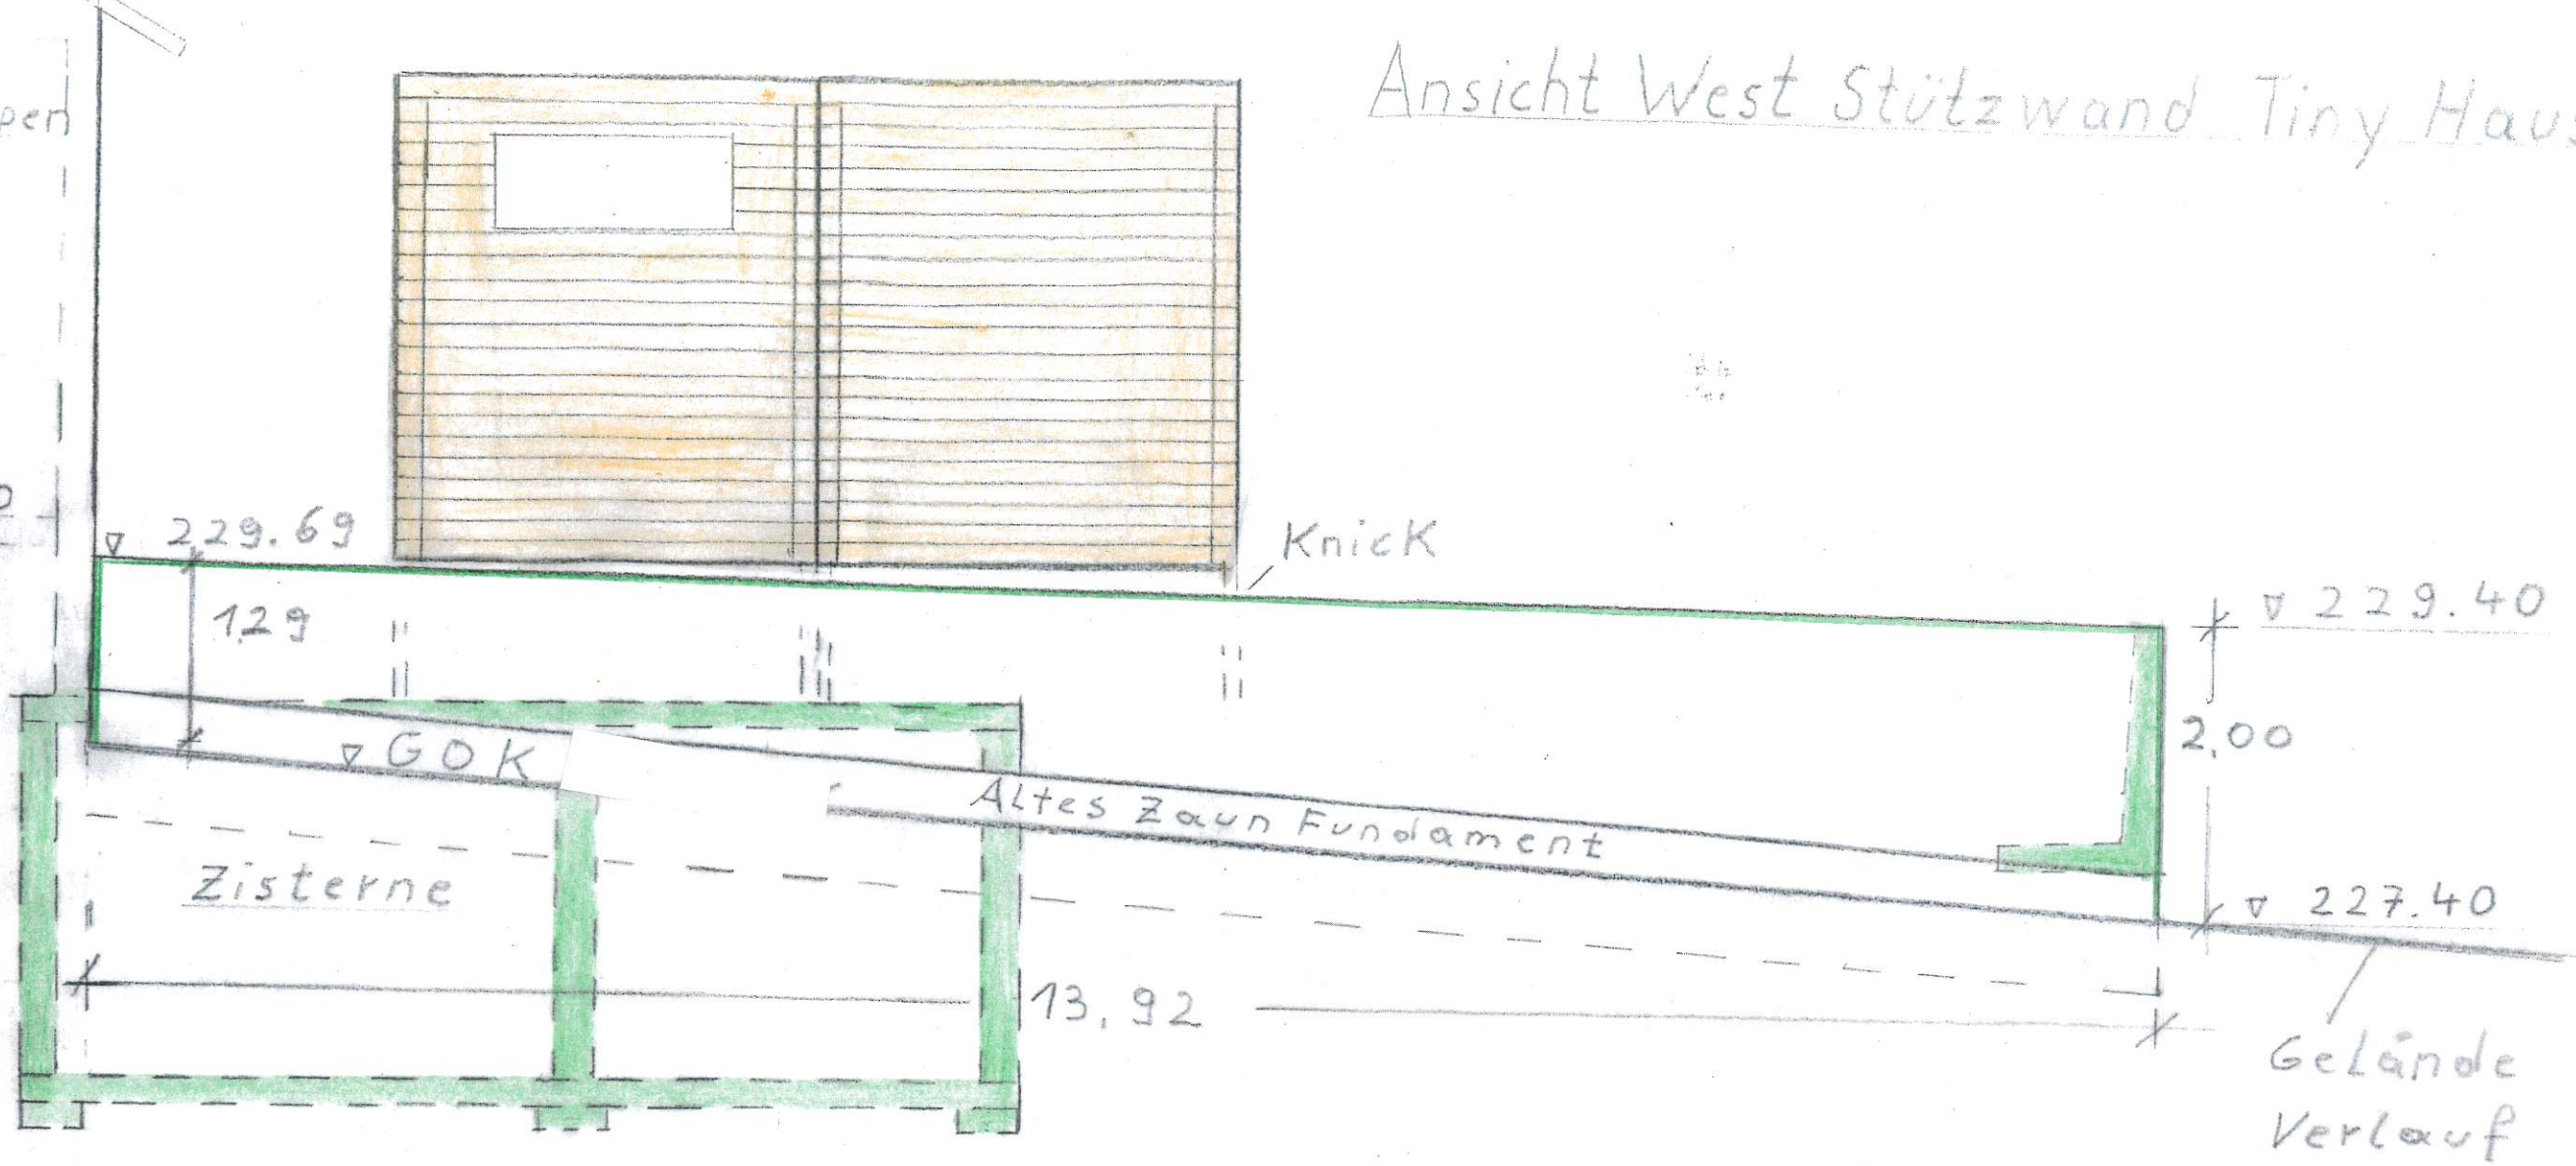 Ansicht West Stützwand Tiny Haus
pen
229.69
Knick
229.40
1,29
2,00
GOK
Altes Zaun Fundament
Zisterne
227.40
13,92
Gelände
Verlauf